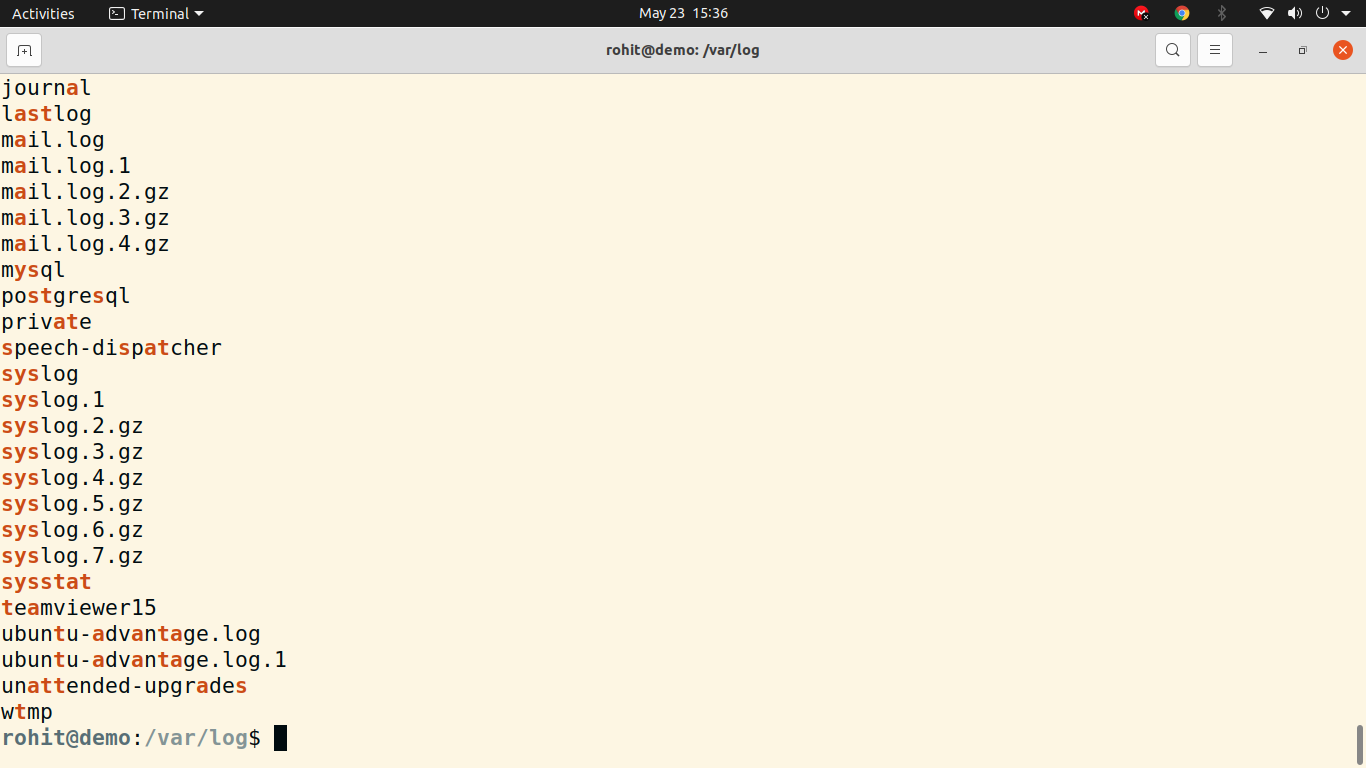 Activities Terminal May 23 15:36
rohit@demo: /var/log
journal
lastlog
mail.log
mail.log.1
mail.log.2.gz
mail.log.3.gz
mail.log.4.gz
mysql
postgresql
private
speech-dispatcher
syslog
syslog.1
syslog.2.gz
syslog.3.gz
syslog.4.gz
syslog.5.gz
syslog.6.gz
syslog.7.gz
sysstat
teamviewer15
ubuntu-advantage.log
ubuntu-advantage.log.1
unattended-upgrades
wtmp
rohit@demo:/var/log$